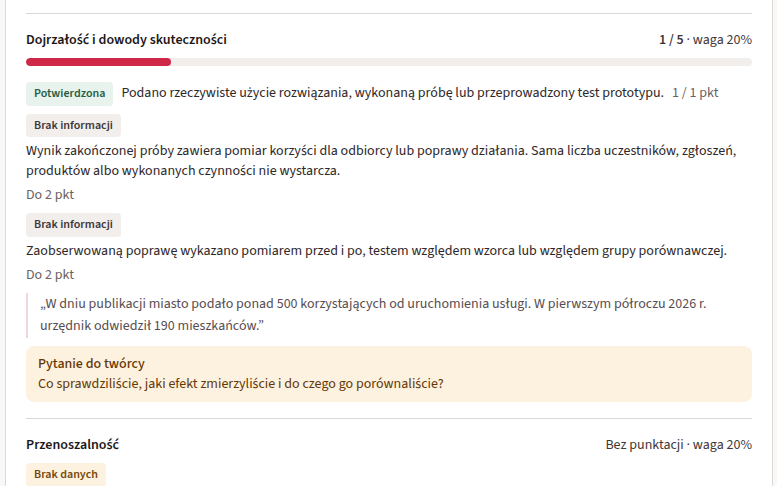 Dojrzałość i dowody skuteczności
1 / 5 · waga 20%
Potwierdzona
Podano rzeczywiste użycie rozwiązania, wykonaną próbę lub przeprowadzony test prototypu. 1 / 1 pkt
Brak informacji
Wynik zakończonej próby zawiera pomiar korzyści dla odbiorcy lub poprawy działania. Sama liczba uczestników, zgłoszeń,
produktów albo wykonanych czynności nie wystarcza.
Do 2 pkt
Brak informacji
Zaobserwowaną poprawę wykazano pomiarem przed i po, testem względem wzorca lub względem grupy porównawczej.
Do 2 pkt
„W dniu publikacji miasto podało ponad 500 korzystających od uruchomienia usługi. W pierwszym półroczu 2026 r.
urzędnik odwiedził 190 mieszkańców.”
Pytanie do twórcy
Co sprawdziliście, jaki efekt zmierzyliście i do czego go porównaliście?
Przenoszalność
Bez punktacji · waga 20%
Brak danych